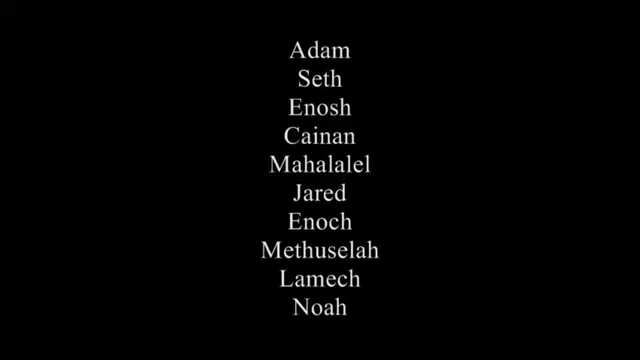 Adam
Seth
Enosh
Cainan
Mahalalel
Jared
Enoch
Methuselah
Lamech
Noah